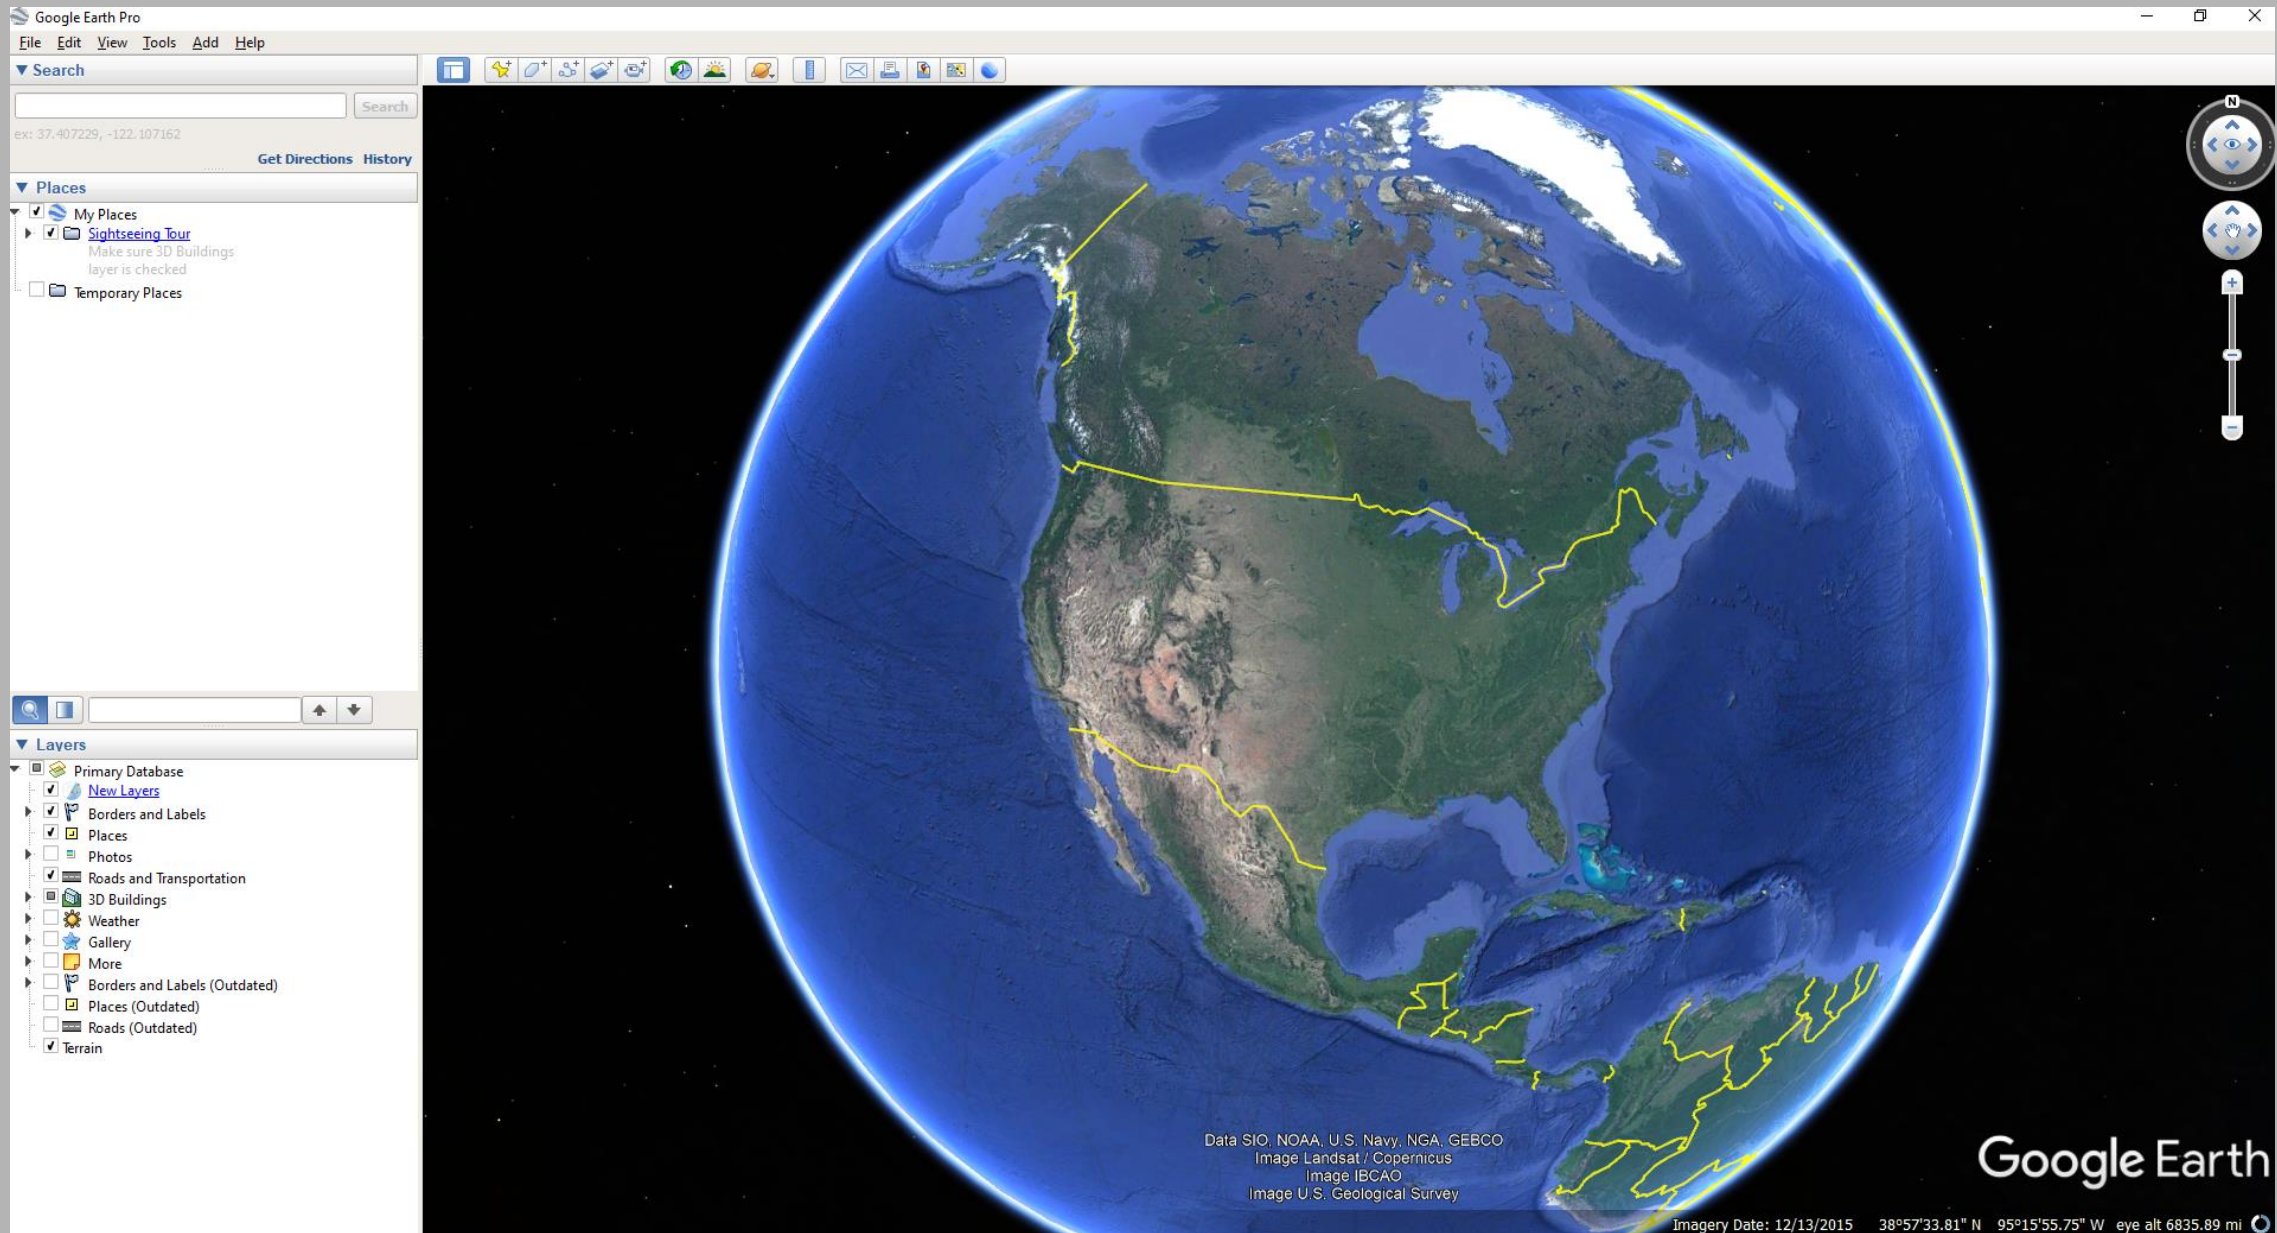 Google Earth Pro
File Edit View Tools Add Help
Search
Search
ex: 37.407229, -122.107162
Get Directions History
Places
My Places
Sightseeing Tour
Make sure 3D Buildings
layer is checked
Temporary Places
Layers
Primary Database
New Layers
Borders and Labels
Places
Photos
Roads and Transportation
3D Buildings
Weather
Gallery
More
Borders and Labels (Outdated)
Places (Outdated)
Roads (Outdated)
Terrain
N
Data SIO, NOAA, U.S. Navy, NGA, GEBCO
Image Landsat / Copernicus
Image IBCAO
Image U.S. Geological Survey
Google Earth
Imagery Date: 12/13/2015 38°57'33.81" N 95°15'55.75" W eye alt 6835.89 mi